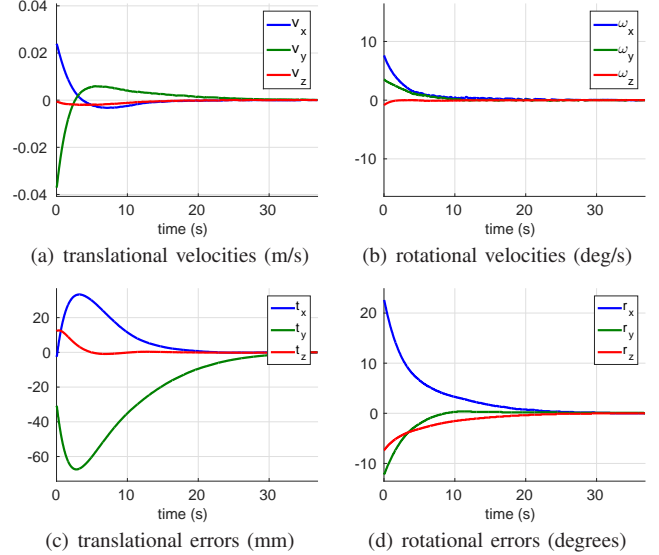 0.04
0.02
0
-0.02
-0.04
v_x
v_y
v_z
0 10 20 30
time (s)
(a) translational velocities (m/s)
10
0
-10
ω_x
ω_y
ω_z
0 10 20 30
time (s)
(b) rotational velocities (deg/s)
20
0
-20
-40
-60
t_x
t_y
t_z
0 10 20 30
time (s)
(c) translational errors (mm)
20
10
0
-10
r_x
r_y
r_z
0 10 20 30
time (s)
(d) rotational errors (degrees)